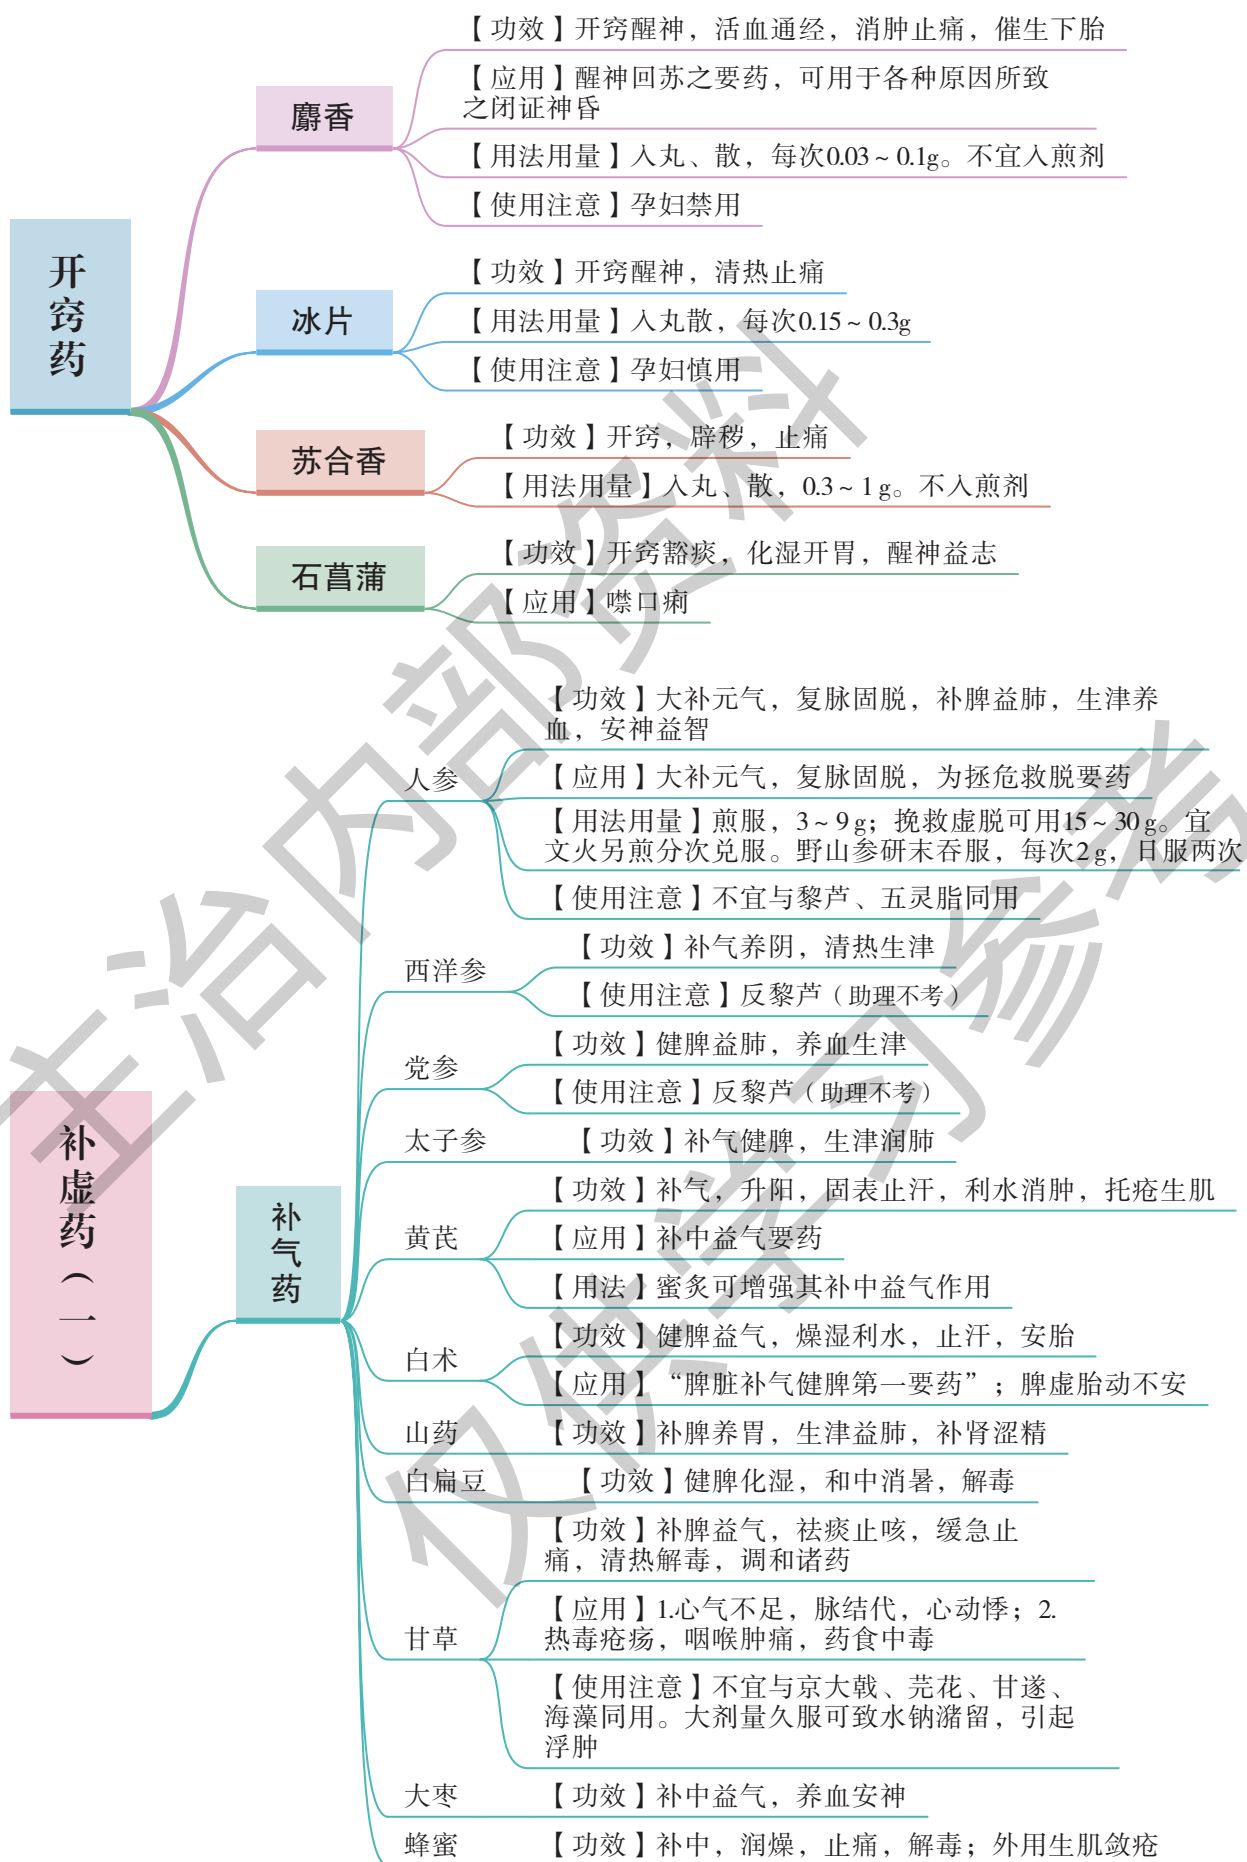 开窍药
麝香
【功效】开窍醒神，活血通经，消肿止痛，催生下胎
【应用】醒神回苏之要药，可用于各种原因所致
之闭证神昏
【用法用量】入丸、散，每次0.03~0.1g。不宜入煎剂
【使用注意】孕妇禁用
冰片
【功效】开窍醒神，清热止痛
【用法用量】入丸散，每次0.15~0.3g
【使用注意】孕妇慎用
苏合香
【功效】开窍，辟秽，止痛
【用法用量】入丸、散，0.3~1 g。不入煎剂
石菖蒲
【功效】开窍豁痰，化湿开胃，醒神益志
【应用】噤口痢
补虚药（一）
补气药
人参
【功效】大补元气，复脉固脱，补脾益肺，生津养
血，安神益智
【应用】大补元气，复脉固脱，为拯危救脱要药
【用法用量】煎服，3~9 g；挽救虚脱可用15~30 g。宜
文火另煎分次兑服。野山参研末吞服，每次2 g，日服两次
【使用注意】不宜与黎芦、五灵脂同用
西洋参
【功效】补气养阴，清热生津
【使用注意】反黎芦（助理不考）
党参
【功效】健脾益肺，养血生津
【使用注意】反黎芦（助理不考）
太子参
【功效】补气健脾，生津润肺
黄芪
【功效】补气，升阳，固表止汗，利水消肿，托疮生肌
【应用】补中益气要药
【用法】蜜炙可增强其补中益气作用
白术
【功效】健脾益气，燥湿利水，止汗，安胎
【应用】“脾脏补气健脾第一要药”；脾虚胎动不安
山药
【功效】补脾养胃，生津益肺，补肾涩精
白扁豆
【功效】健脾化湿，和中消暑，解毒
甘草
【功效】补脾益气，祛痰止咳，缓急止
痛，清热解毒，调和诸药
【应用】1.心气不足，脉结代，心动悸；2.
热毒疮疡，咽喉肿痛，药食中毒
【使用注意】不宜与京大戟、芫花、甘遂、
海藻同用。大剂量久服可致水钠潴留，引起
浮肿
大枣
【功效】补中益气，养血安神
蜂蜜
【功效】补中，润燥，止痛，解毒；外用生肌敛疮
主治内部资料
仅供学习参考